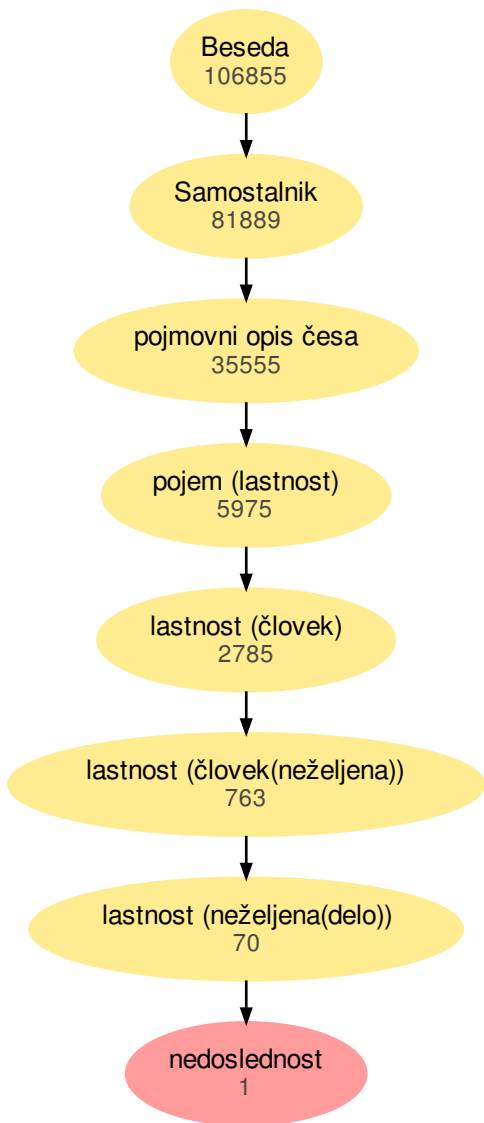 Beseda
106855
Samostalnik
81889
pojmovni opis česa
35555
pojem (lastnost)
5975
lastnost (človek)
2785
lastnost (človek(neželjena))
763
lastnost (neželjena(delo))
70
nedoslednost
1